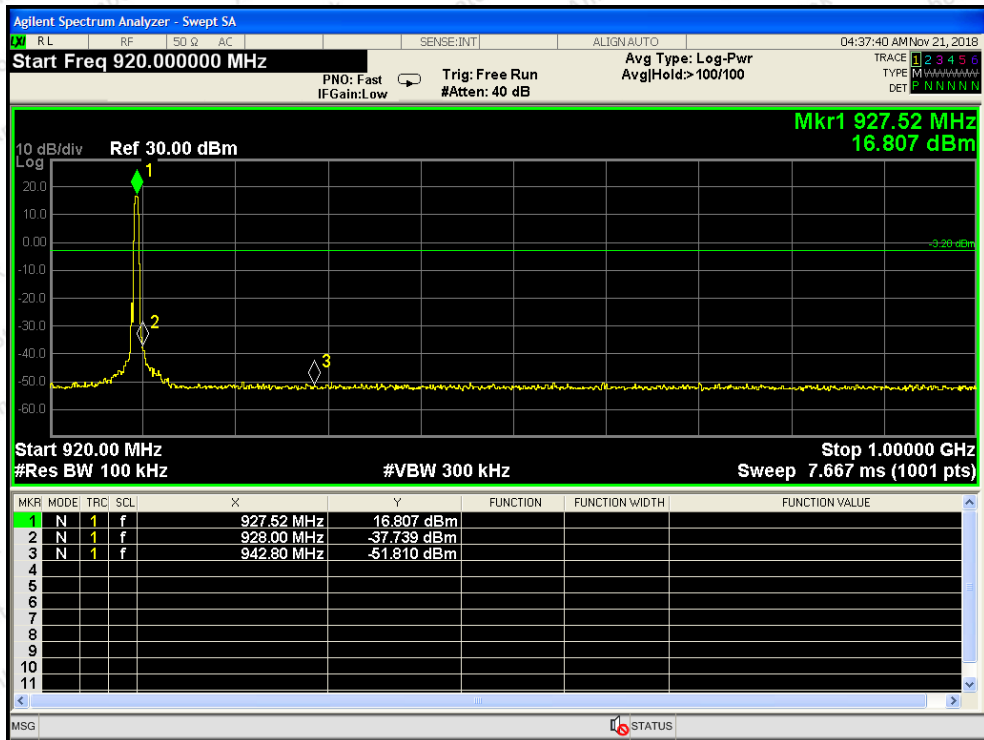 Agilent Spectrum Analyzer - Swept SA
LXI RL RF 50 Ω AC SENSE:INT ALIGNAUTO 04:37:40 AM Nov 21, 2018
Start Freq 920.000000 MHz
PNO: Fast
IFGain:Low
Trig: Free Run
#Atten: 40 dB
Avg Type: Log-Pwr
Avg|Hold:>100/100
TRACE 1 2 3 4 5 6
TYPE M
DET P N N N N N
Mkr1 927.52 MHz
16.807 dBm
10 dB/div Ref 30.00 dBm
Log
1
20.0
10.0
0.00
-3.20 dBm
-10.0
-20.0
-30.0
2
-40.0
3
-50.0
-60.0
Start 920.00 MHz Stop 1.00000 GHz
#Res BW 100 kHz #VBW 300 kHz Sweep 7.667 ms (1001 pts)
MKR MODE TRC SCL X Y FUNCTION FUNCTION WIDTH FUNCTION VALUE
1 N 1 f 927.52 MHz 16.807 dBm
2 N 1 f 928.00 MHz -37.739 dBm
3 N 1 f 942.80 MHz -51.810 dBm
4
5
6
7
8
9
10
11
MSG STATUS